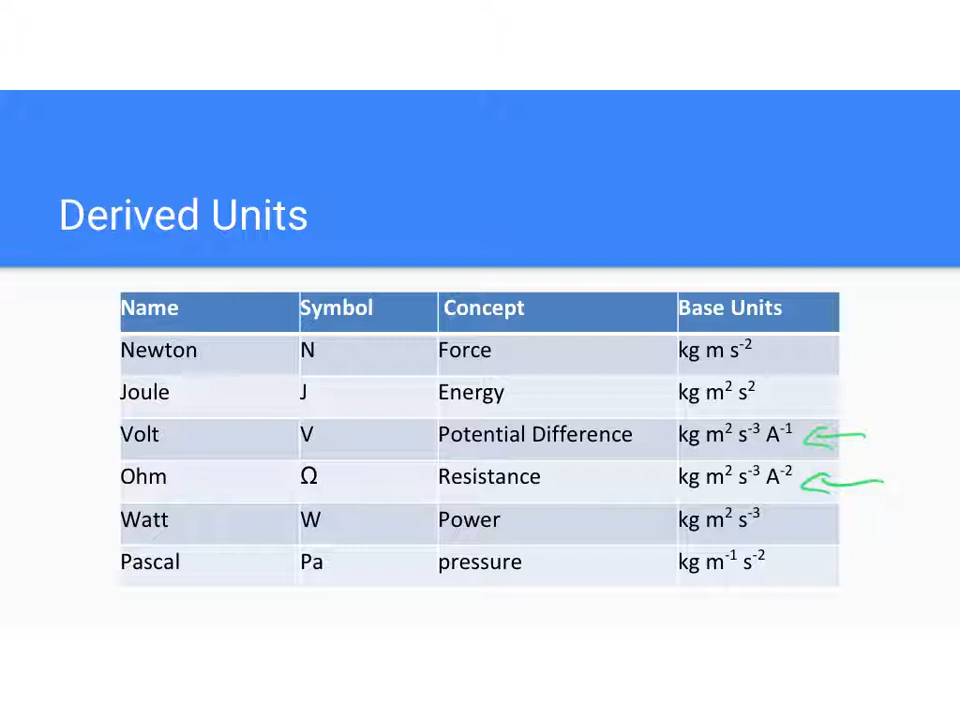 Derived Units
Name Symbol Concept Base Units
Newton N Force kg m s⁻²
Joule J Energy kg m² s²
Volt V Potential Difference kg m² s⁻³ A⁻¹
Ohm Ω Resistance kg m² s⁻³ A⁻²
Watt W Power kg m² s⁻³
Pascal Pa pressure kg m⁻¹ s⁻²